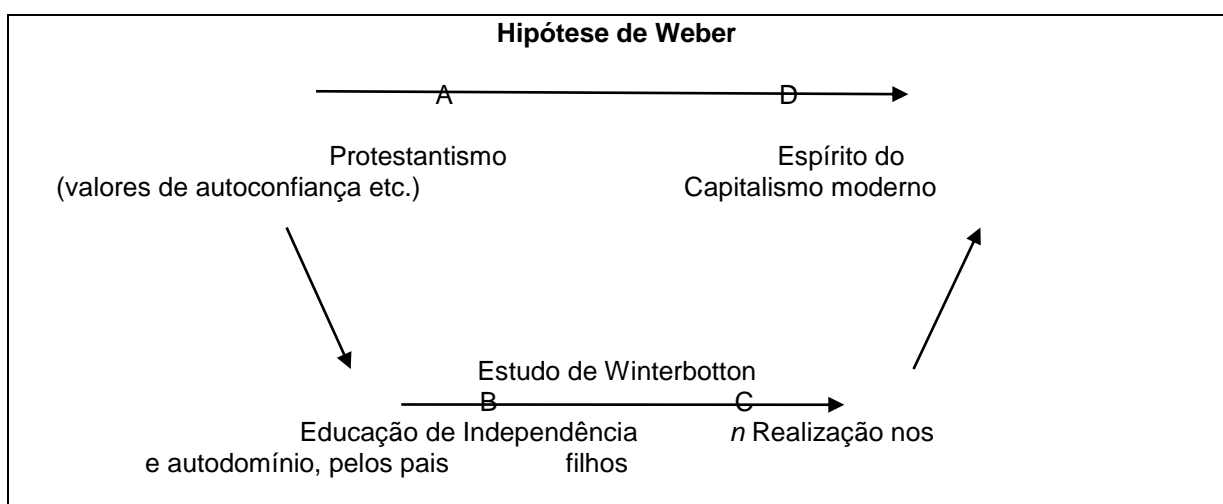 Hipótese de Weber
A D
Protestantismo Espírito do
(valores de autoconfiança etc.) Capitalismo moderno
Estudo de Winterbotton
B C
Educação de Independência n Realização nos
e autodomínio, pelos pais filhos